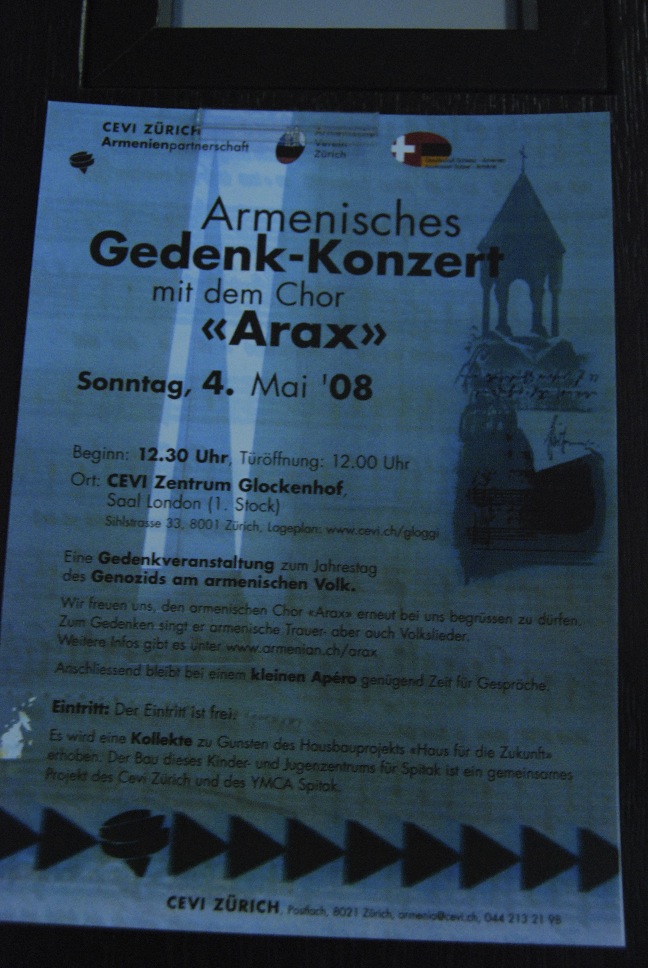 CEVI ZÜRICH
Armenienpartnerschaft
Armenischer
Verein
Zürich
Armenisches
Gedenk-Konzert
mit dem Chor
«Arax»
Sonntag, 4. Mai '08
Beginn: 12.30 Uhr, Türöffnung: 12.00 Uhr
Ort: CEVI Zentrum Glockenhof,
Saal London (1. Stock)
Sihlstrasse 33, 8001 Zürich, Lageplan: www.cevi.ch/gloggi
Eine Gedenkveranstaltung zum Jahrestag
des Genozids am armenischen Volk.
Wir freuen uns, den armenischen Chor «Arax» erneut bei uns begrüssen zu dürfen.
Zum Gedenken singt er armenische Trauer- aber auch Volkslieder.
Weitere Infos gibt es unter www.armenian.ch/arax
Anschliessend bleibt bei einem kleinen Apéro genügend Zeit für Gespräche.
Eintritt: Der Eintritt ist frei.
Es wird eine Kollekte zu Gunsten des Hausbauprojekts «Haus für die Zukunft»
erhoben. Der Bau dieses Kinder- und Jugenzentrums für Spitak ist ein gemeinsames
Projekt des Cevi Zürich und des YMCA Spitak.
CEVI ZÜRICH, Postfach, 8021 Zürich, armenia@cevi.ch, 044 213 21 98